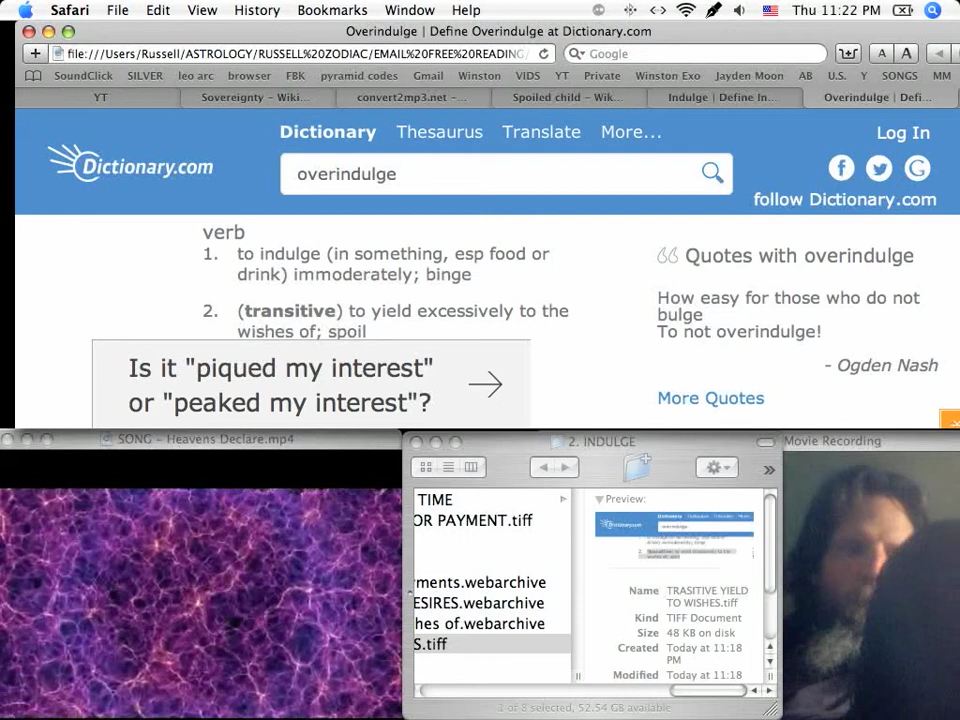 Safari File Edit View History Bookmarks Window Help Thu 11:22 PM
Overindulge | Define Overindulge at Dictionary.com
file:///Users/Russell/ASTROLOGY/RUSSELL%20ZODIAC/EMAIL%20FREE%20READING/ Google A A
SoundClick SILVER leo arc browser FBK pyramid codes Gmail Winston VIDS YT Private Winston Exo Jayden Moon AB U.S. Y SONGS MM
YT Sovereignty - Wiki... convert2mp3.net -... Spoiled child - Wik... Indulge | Define In... Overindulge | Defi...
Dictionary Thesaurus Translate More... Log In
Dictionary.com
overindulge
follow Dictionary.com
verb
1. to indulge (in something, esp food or
drink) immoderately; binge
2. (transitive) to yield excessively to the
wishes of; spoil
Quotes with overindulge
How easy for those who do not
bulge
To not overindulge!
- Ogden Nash
More Quotes
Is it "piqued my interest"
or "peaked my interest"?
SONG - Heavens Declare.mp4
2. INDULGE
Movie Recording
TIME
OR PAYMENT.tiff
ments.webarchive
ESIRES.webarchive
hes of.webarchive
S.tiff
Preview:
Name TRASITIVE YIELD
TO WISHES.tiff
Kind TIFF Document
Size 48 KB on disk
Created Today at 11:18
PM
Modified Today at 11:18
1 of 8 selected, 52.54 GB available